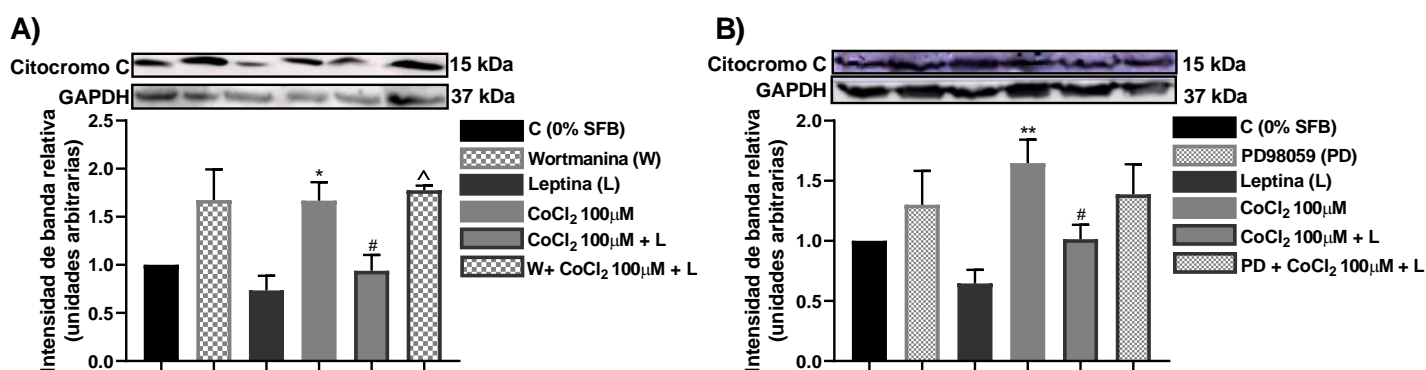 A)
Citocromo C
15 kDa
GAPDH
37 kDa
Intensidad de banda relativa
(unidades arbitrarias)
2.5
2.0
1.5
1.0
0.5
0.0
*
#
^
C (0% SFB)
Wortmanina (W)
Leptina (L)
CoCl₂ 100µM
CoCl₂ 100µM + L
W+ CoCl₂ 100µM + L
B)
Citocromo C
15 kDa
GAPDH
37 kDa
Intensidad de banda relativa
(unidades arbitrarias)
2.0
1.5
1.0
0.5
0.0
**
#
C (0% SFB)
PD98059 (PD)
Leptina (L)
CoCl₂ 100µM
CoCl₂ 100µM + L
PD + CoCl₂ 100µM + L